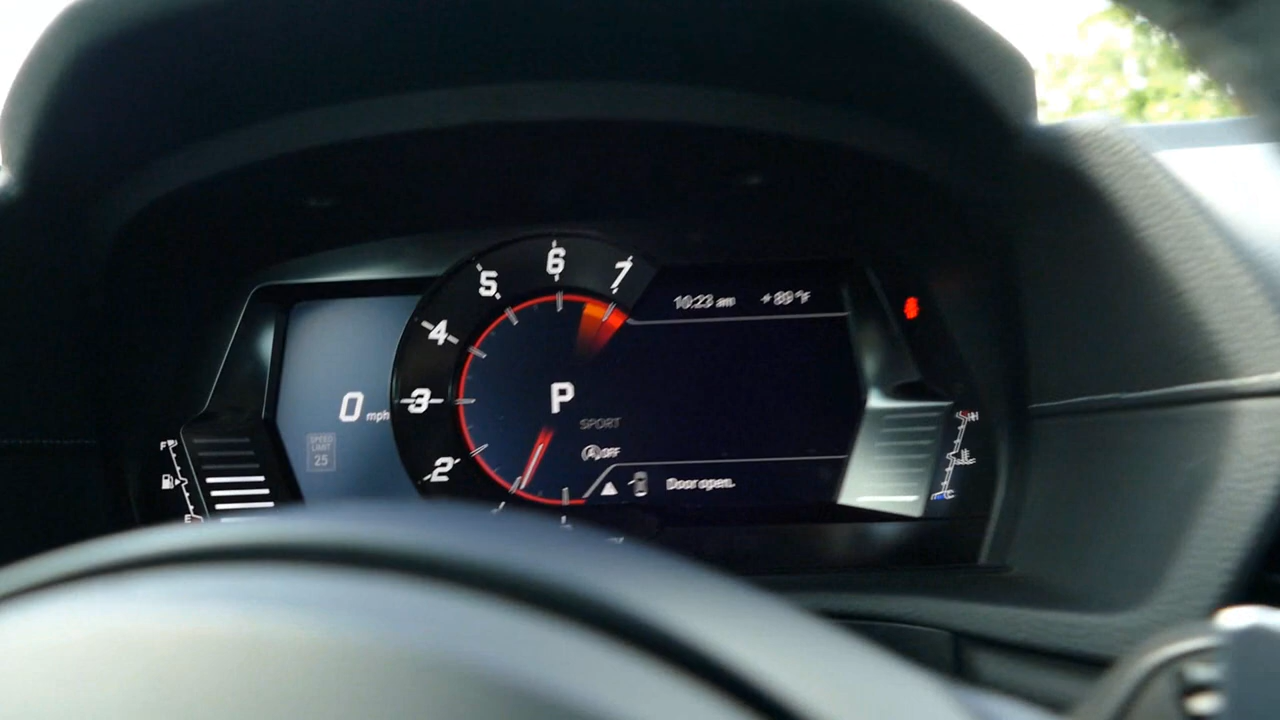 5
6
7
10:23 am +89°F
4
0 mph
3
P
SPORT
SPEED
LIMIT
25
(A)OFF
2
Door open.
F
E
H